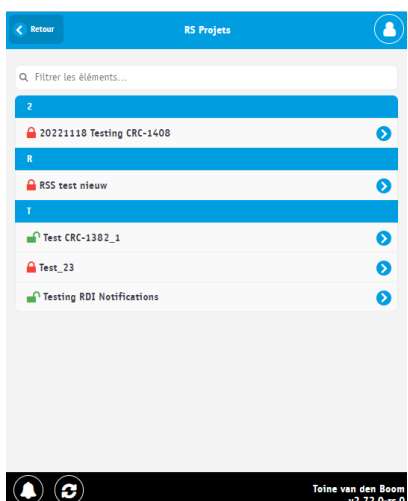 Retour
RS Projets
Filtrer les éléments...
2
20221118 Testing CRC-1408
R
RSS test nieuw
T
Test CRC-1382_1
Test_23
Testing RDI Notifications
Toine van den Boom